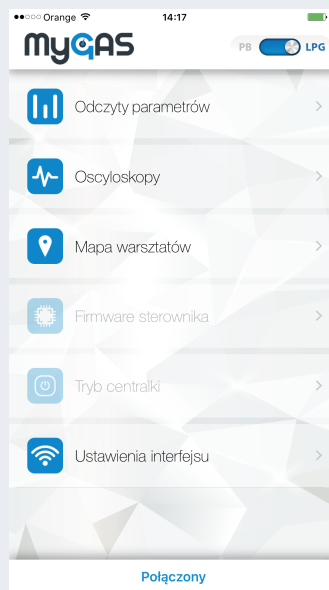 Orange 14:17
MYGAS
PB LPG
Odczyty parametrów
Oscyloskopy
Mapa warsztatów
Firmware sterownika
Tryb centralki
Ustawienia interfejsu
Połączony